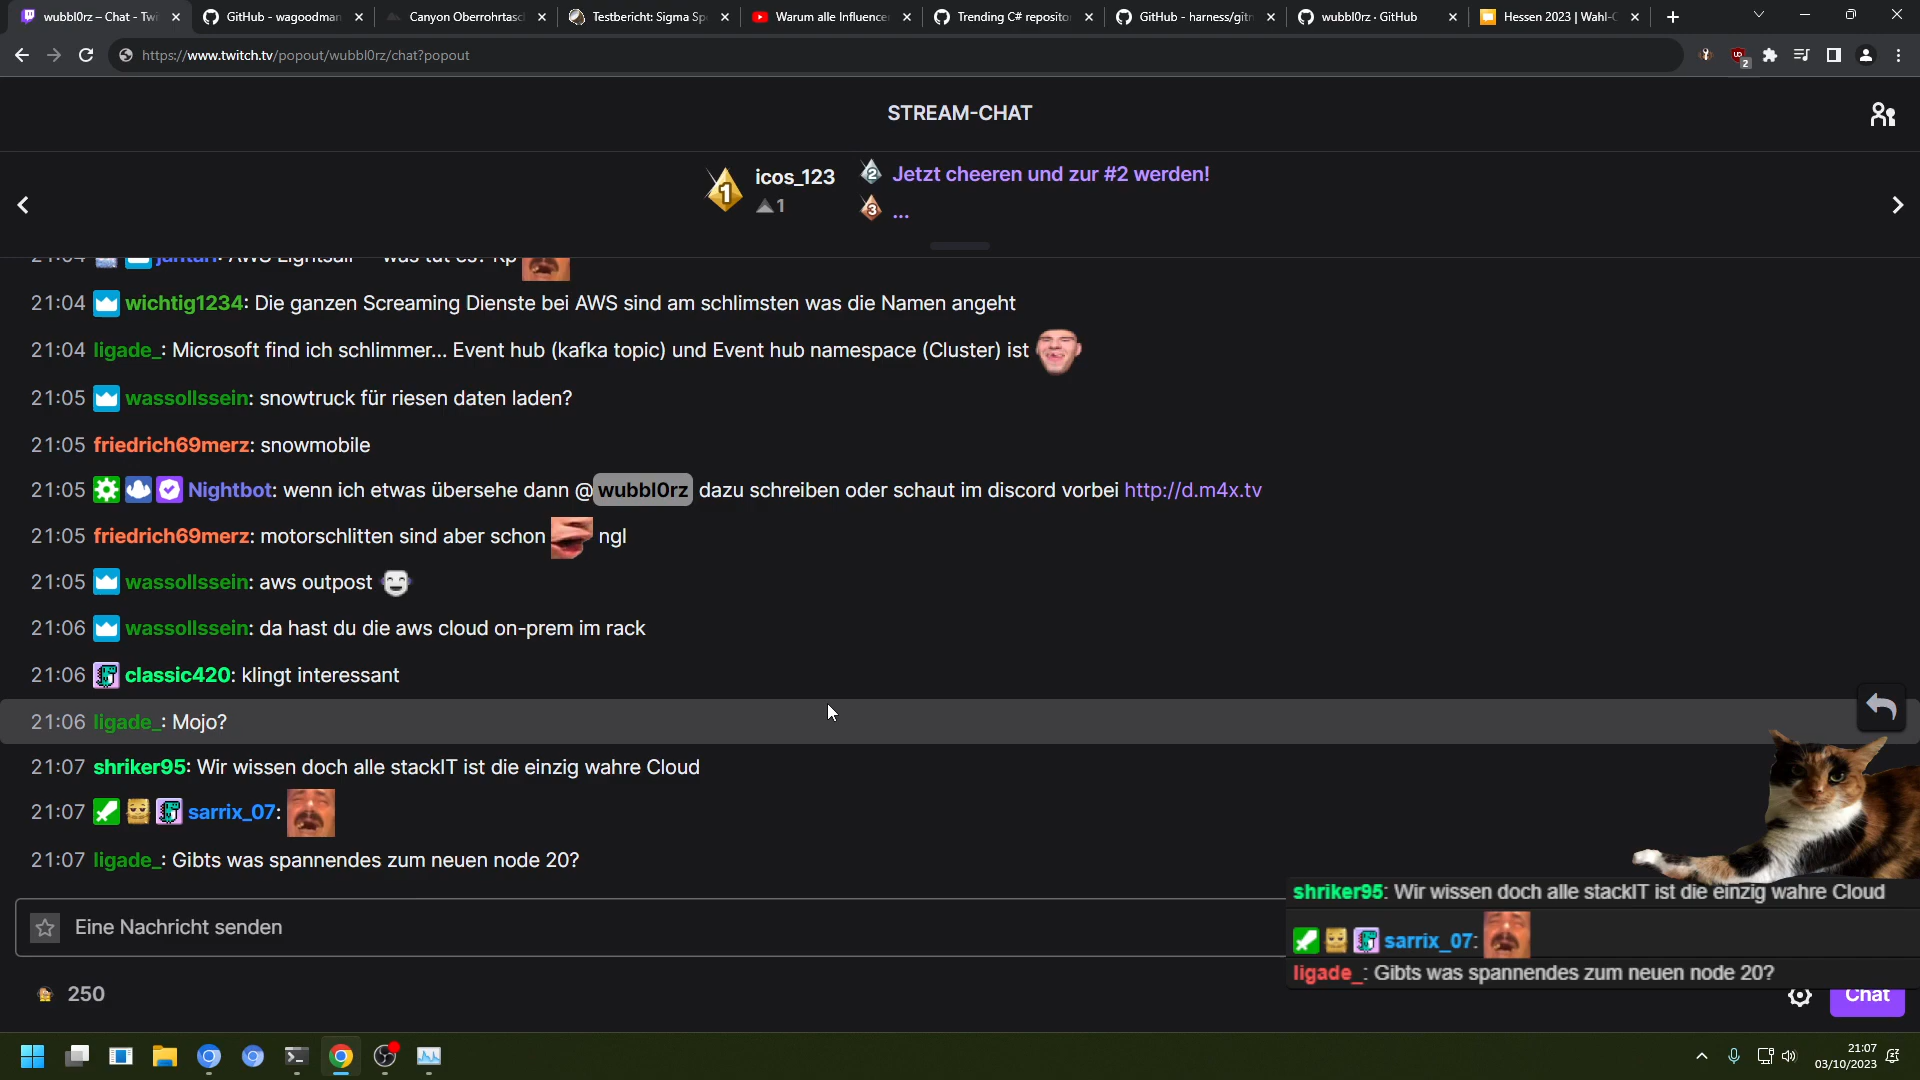 wubbl0rz – Chat - Twi
GitHub - wagoodman
Canyon Oberrohrtasc
Testbericht: Sigma Sp
Warum alle Influence
Trending C# reposito
GitHub - harness/gitn
wubbl0rz · GitHub
Hessen 2023 | Wahl-O
https://www.twitch.tv/popout/wubbl0rz/chat?popout
2
STREAM-CHAT
1 icos_123
1
2 Jetzt cheeren und zur #2 werden!
3 ...
21:04 wichtig1234: Die ganzen Screaming Dienste bei AWS sind am schlimsten was die Namen angeht
21:04 ligade_: Microsoft find ich schlimmer... Event hub (kafka topic) und Event hub namespace (Cluster) ist
21:05 wassollssein: snowtruck für riesen daten laden?
21:05 friedrich69merz: snowmobile
21:05 Nightbot: wenn ich etwas übersehe dann @wubbl0rz dazu schreiben oder schaut im discord vorbei http://d.m4x.tv
21:05 friedrich69merz: motorschlitten sind aber schon ngl
21:05 wassollssein: aws outpost
21:06 wassollssein: da hast du die aws cloud on-prem im rack
21:06 classic420: klingt interessant
21:06 ligade_: Mojo?
21:07 shriker95: Wir wissen doch alle stackIT ist die einzig wahre Cloud
21:07 sarrix_07:
21:07 ligade_: Gibts was spannendes zum neuen node 20?
Eine Nachricht senden
250
Chat
shriker95: Wir wissen doch alle stackIT ist die einzig wahre Cloud
sarrix_07:
ligade_: Gibts was spannendes zum neuen node 20?
21:07
03/10/2023